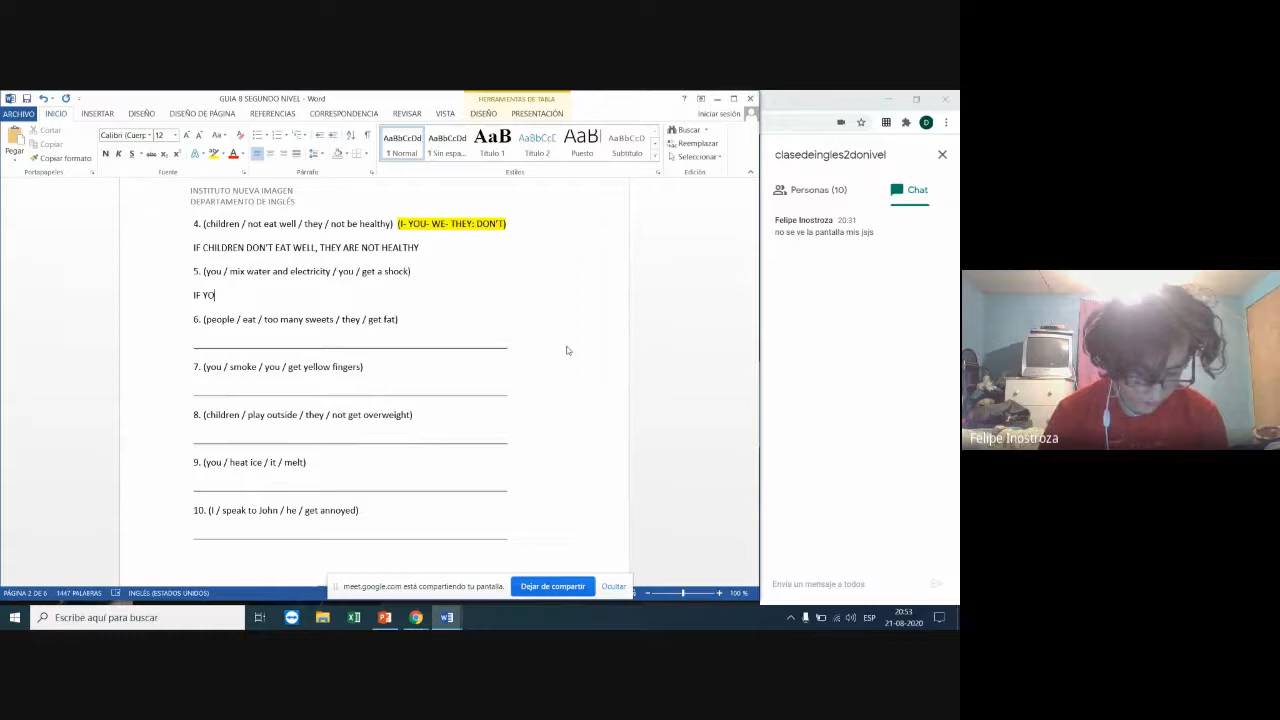 GUIA 8 SEGUNDO NIVEL - Word
HERRAMIENTAS DE TABLA
ARCHIVO INICIO INSERTAR DISEÑO DISEÑO DE PÁGINA REFERENCIAS CORRESPONDENCIA REVISAR VISTA DISEÑO PRESENTACIÓN Iniciar sesión
Pegar
Cortar
Copiar
Copiar formato
Calibri (Cuerp 12
N K S
AaBbCcDd AaBbCcDd AaB AaBbCcC AaBl AaBbCcD
1 Normal 1 Sin espa... Título 1 Título 2 Puesto Subtítulo
Buscar
Reemplazar
Seleccionar
Portapapeles Fuente Párrafo Estilos Edición
INSTITUTO NUEVA IMAGEN
DEPARTAMENTO DE INGLÉS
4. (children / not eat well / they / not be healthy) (I- YOU- WE- THEY: DON'T)
IF CHILDREN DON'T EAT WELL, THEY ARE NOT HEALTHY
5. (you / mix water and electricity / you / get a shock)
IF YO
6. (people / eat / too many sweets / they / get fat)
7. (you / smoke / you / get yellow fingers)
8. (children / play outside / they / not get overweight)
9. (you / heat ice / it / melt)
10. (I / speak to John / he / get annoyed)
meet.google.com está compartiendo tu pantalla. Dejar de compartir Ocultar
PÁGINA 2 DE 6 1447 PALABRAS INGLÉS (ESTADOS UNIDOS) 100 %
Escribe aquí para buscar
ESP
20:53
21-08-2020
D
clasedeingles2donivel
Personas (10) Chat
Felipe Inostroza 20:31
no se ve la pantalla mis jsjs
Envía un mensaje a todos
Felipe Inostroza